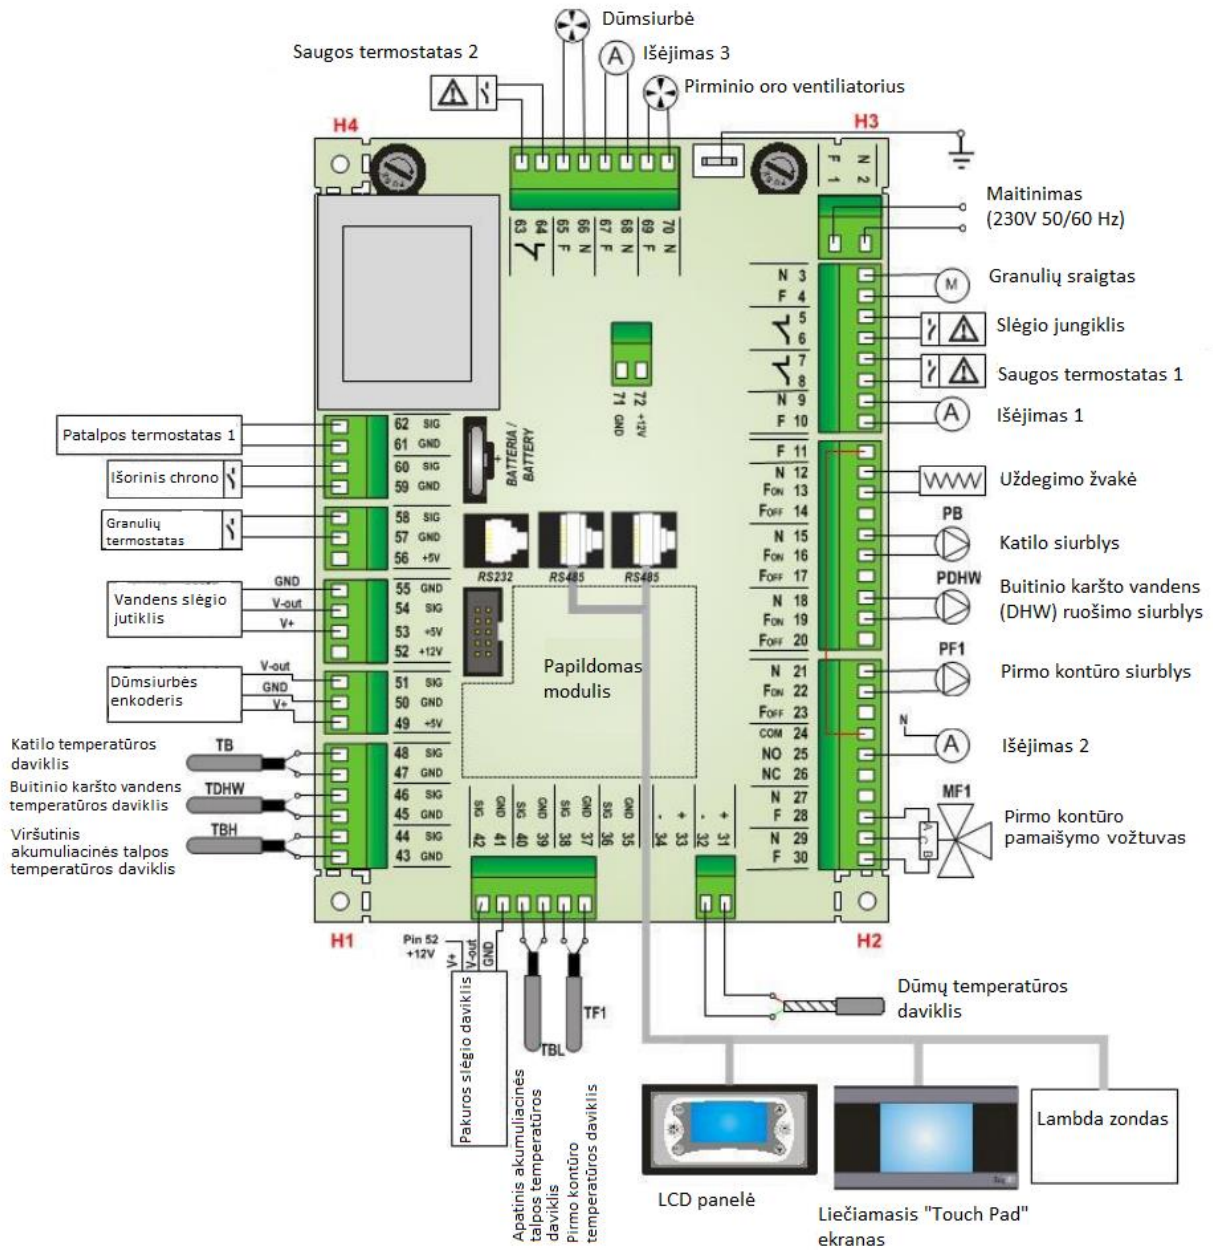 Dūmsiurbė
Saugos termostatas 2
A
Išėjimas 3
Pirminio oro ventiliatorius
H4
H3
F 1
N 2
Maitinimas
(230V 50/60 Hz)
63
64
65 F
66 N
67 F
68 N
69 F
70 N
N 3
F 4
M
Granulių sraigtas
5
6
Slėgio jungiklis
7
8
Saugos termostatas 1
N 9
F 10
A
Išėjimas 1
71 GND
72 +12V
Patalpos termostatas 1
62 SIG
61 GND
Išorinis chrono
60 SIG
59 GND
BATTERIA /
BATTERY
+
F 11
N 12
FON 13
FOFF 14
Uždegimo žvakė
Granulių
termostatas
58 SIG
57 GND
56 +5V
RS232
RS485
RS485
N 15
FON 16
FOFF 17
PB
Katilo siurblys
Vandens slėgio
jutiklis
GND
V-out
V+
55 GND
54 SIG
53 +5V
52 +12V
N 18
FON 19
FOFF 20
PDHW
Buitinio karšto vandens
(DHW) ruošimo siurblys
Papildomas
modulis
Dūmsiurbės
enkoderis
V-out
GND
V+
51 SIG
50 GND
49 +5V
N 21
FON 22
FOFF 23
PF1
Pirmo kontūro siurblys
COM 24
NO 25
NC 26
N
A
Išėjimas 2
Katilo temperatūros
daviklis
TB
48 SIG
47 GND
Buitinio karšto vandens
temperatūros daviklis
TDHW
46 SIG
45 GND
Viršutinis
akumuliacinės talpos
temperatūros daviklis
TBH
44 SIG
43 GND
N 27
F 28
N 29
F 30
MF1
A
C
B
Pirmo kontūro
pamaišymo vožtuvas
42 SIG
41 GND
40 SIG
39 GND
38 SIG
37 GND
36 SIG
35 GND
34 -
33 +
32 -
31 +
H1
H2
Pin 52
+12V
V+
V-out
GND
Pakuros slėgio daviklis
TBL
TF1
Apatinis akumuliacinės
talpos temperatūros
daviklis
Pirmo kontūro
temperatūros daviklis
Dūmų temperatūros
daviklis
LCD panelė
Liečiamasis "Touch Pad"
ekranas
Lambda zondas